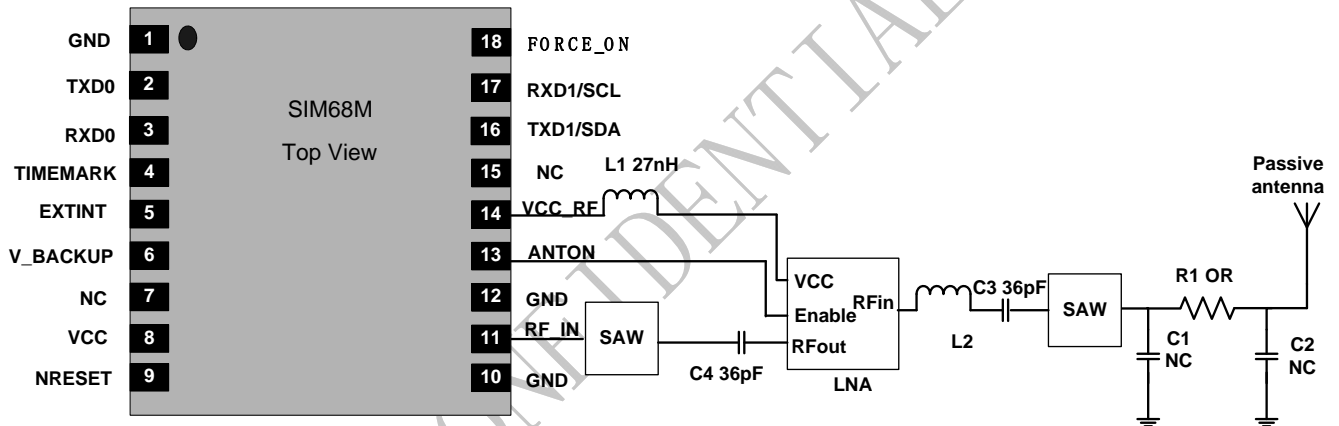 GND 1
TXD0 2
RXD0 3
TIMEMARK 4
EXTINT 5
V_BACKUP 6
NC 7
VCC 8
NRESET 9
SIM68M
Top View
18 FORCE_ON
17 RXD1/SCL
16 TXD1/SDA
15 NC
14 VCC_RF
13 ANTON
12 GND
11 RF_IN
10 GND
L1 27nH
SAW
C4 36pF
VCC
Enable
RFin
RFout
LNA
L2
C3 36pF
SAW
R1 OR
C1
NC
C2
NC
Passive
antenna
CONFIDENTIAL